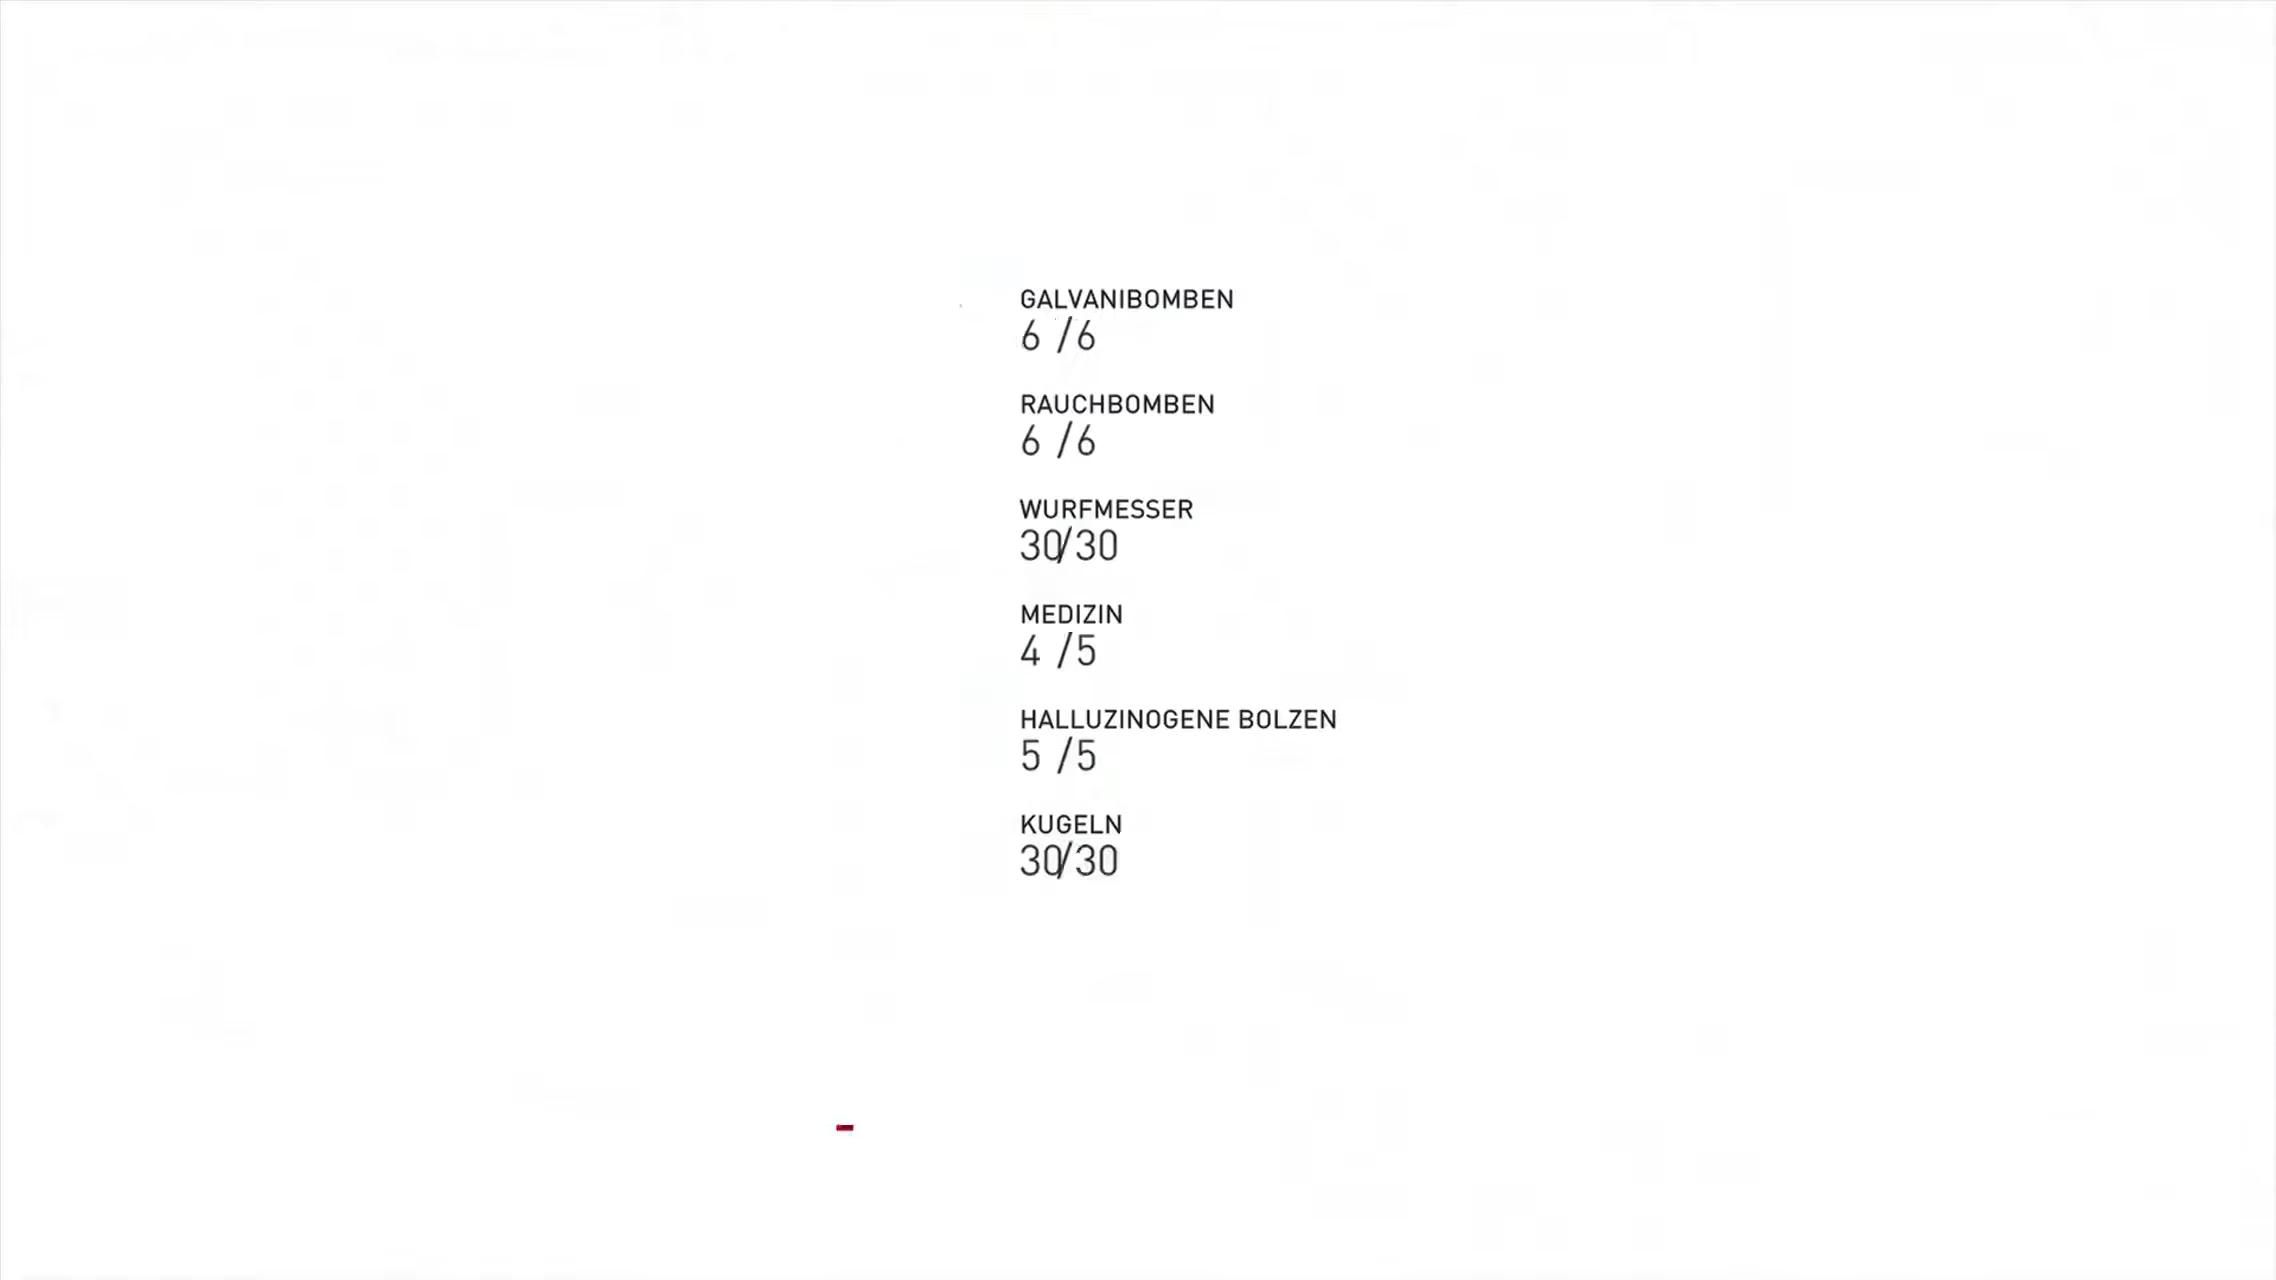 GALVANIBOMBEN
6 /6
RAUCHBOMBEN
6 /6
WURFMESSER
30/30
MEDIZIN
4 /5
HALLUZINOGENE BOLZEN
5 /5
KUGELN
30/30